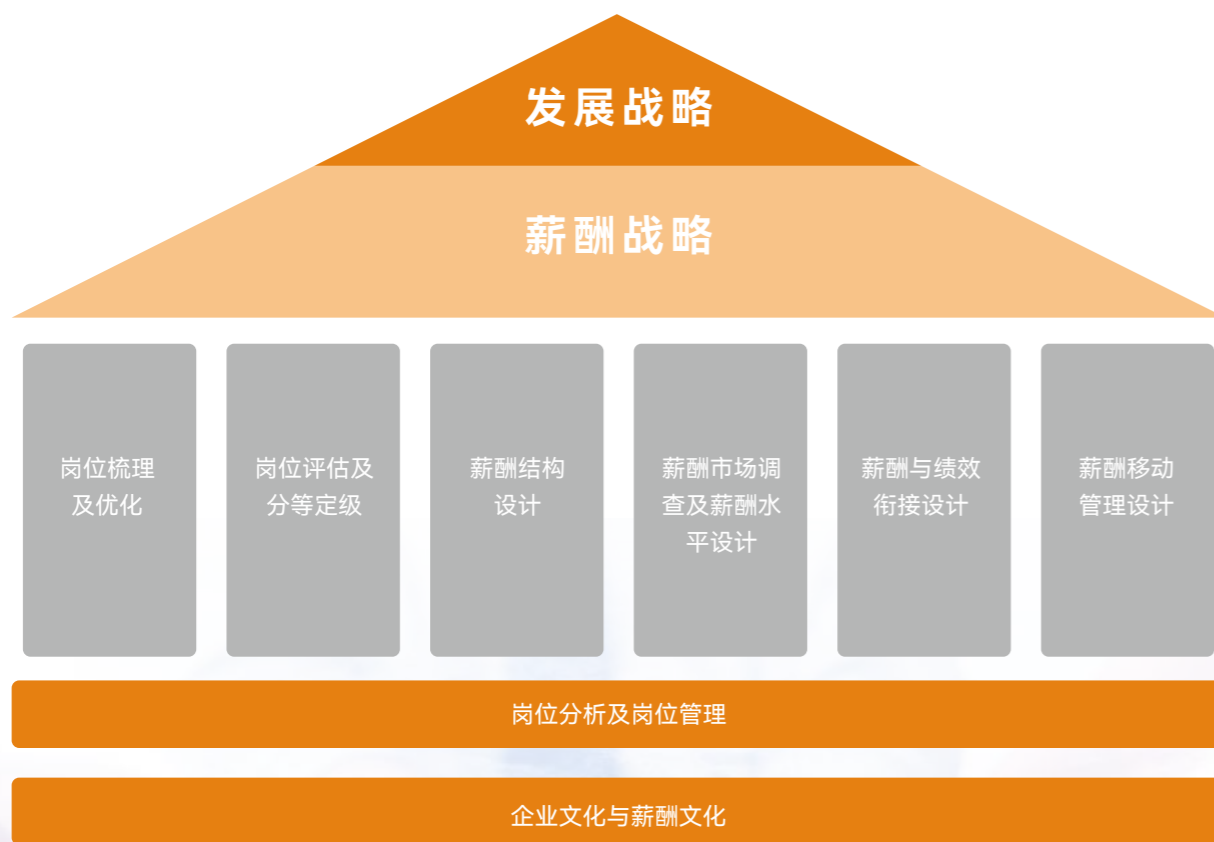 发展战略
薪酬战略
岗位梳理
及优化
岗位评估及
分等定级
薪酬结构
设计
薪酬市场调
查及薪酬水
平设计
薪酬与绩效
衔接设计
薪酬移动
管理设计
岗位分析及岗位管理
企业文化与薪酬文化